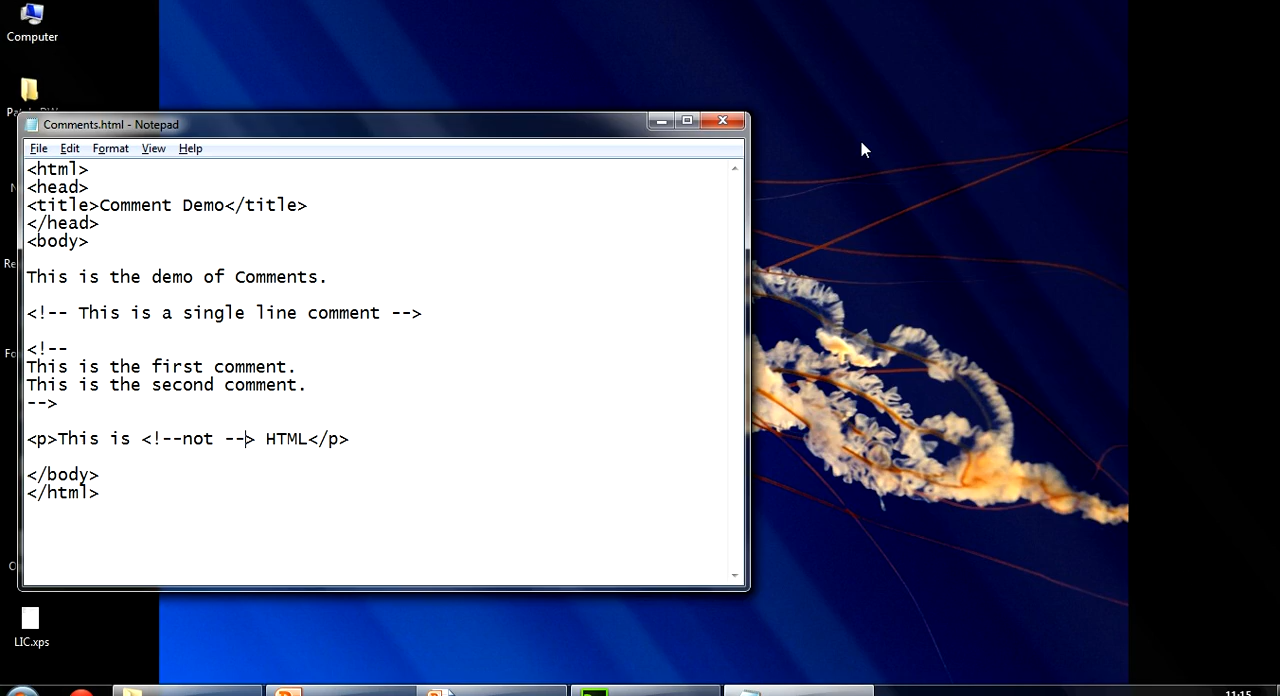 Computer
Comments.html - Notepad
File Edit Format View Help
<html>
<head>
<title>Comment Demo</title>
</head>
<body>
This is the demo of Comments.
<!-- This is a single line comment -->
<!--
This is the first comment.
This is the second comment.
-->
<p>This is <!--not --> HTML</p>
</body>
</html>
LIC.xps
11:15